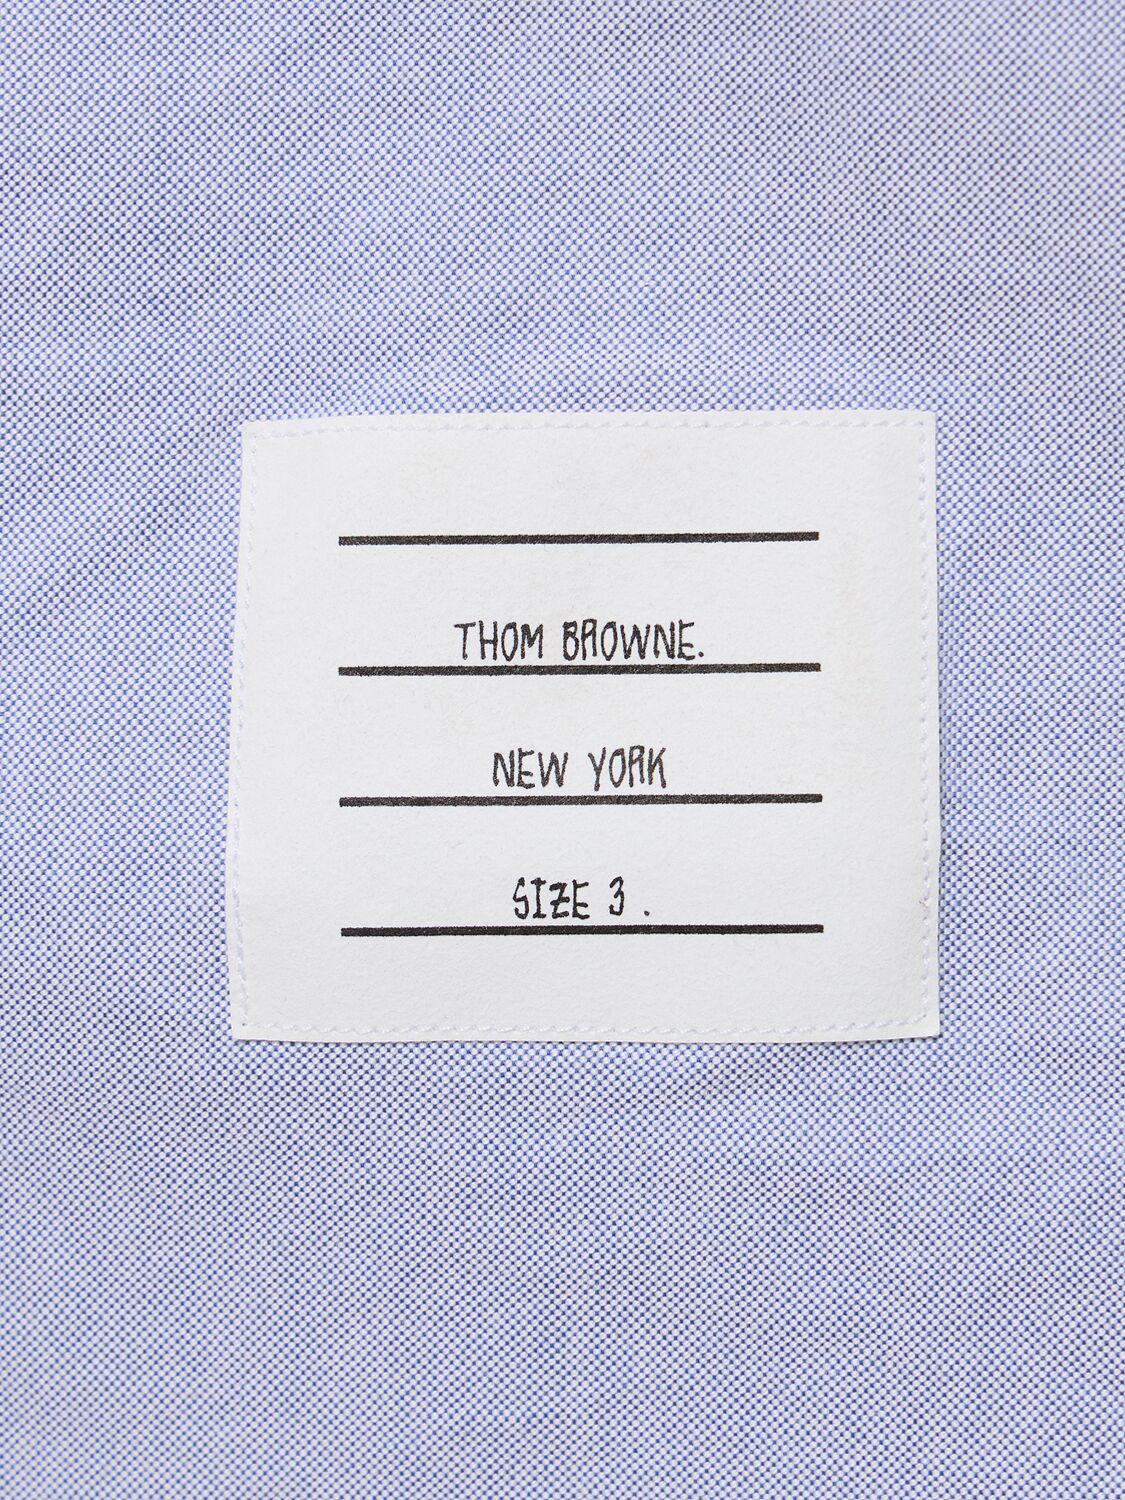 THOM BROWNE.
NEW YORK
SIZE 3 .